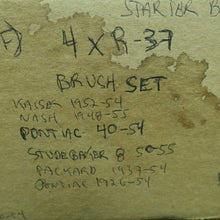 STARTER B
F) 4 X R-37
BRUSH SET
KAISER 1952-54
NASH 1948-55
PONTIAC 40-54
STUDEBAKER 8 50-55
PACKARD 1937-54
PONTIAC 1926-54